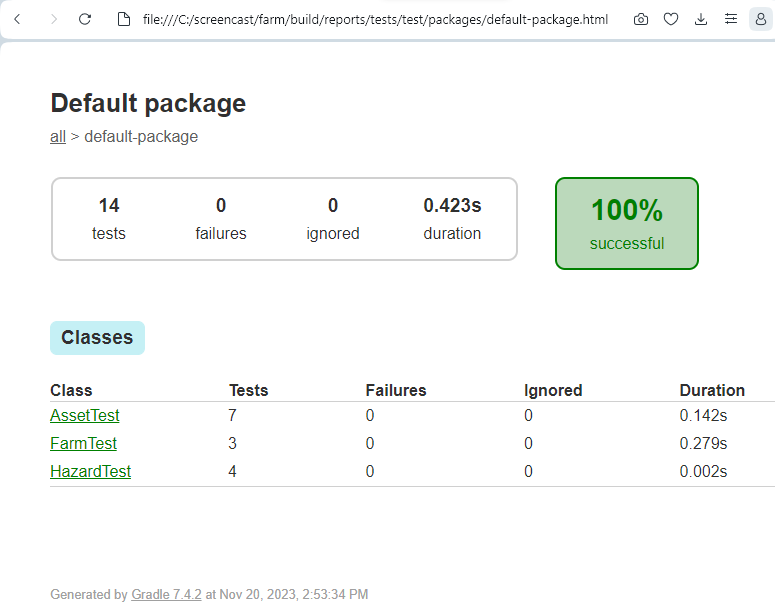 file:///C:/screencast/farm/build/reports/tests/test/packages/default-package.html
Default package
all > default-package
14 0 0 0.423s
tests failures ignored duration
100%
successful
Classes
Class Tests Failures Ignored Duration
AssetTest 7 0 0 0.142s
FarmTest 3 0 0 0.279s
HazardTest 4 0 0 0.002s
Generated by Gradle 7.4.2 at Nov 20, 2023, 2:53:34 PM